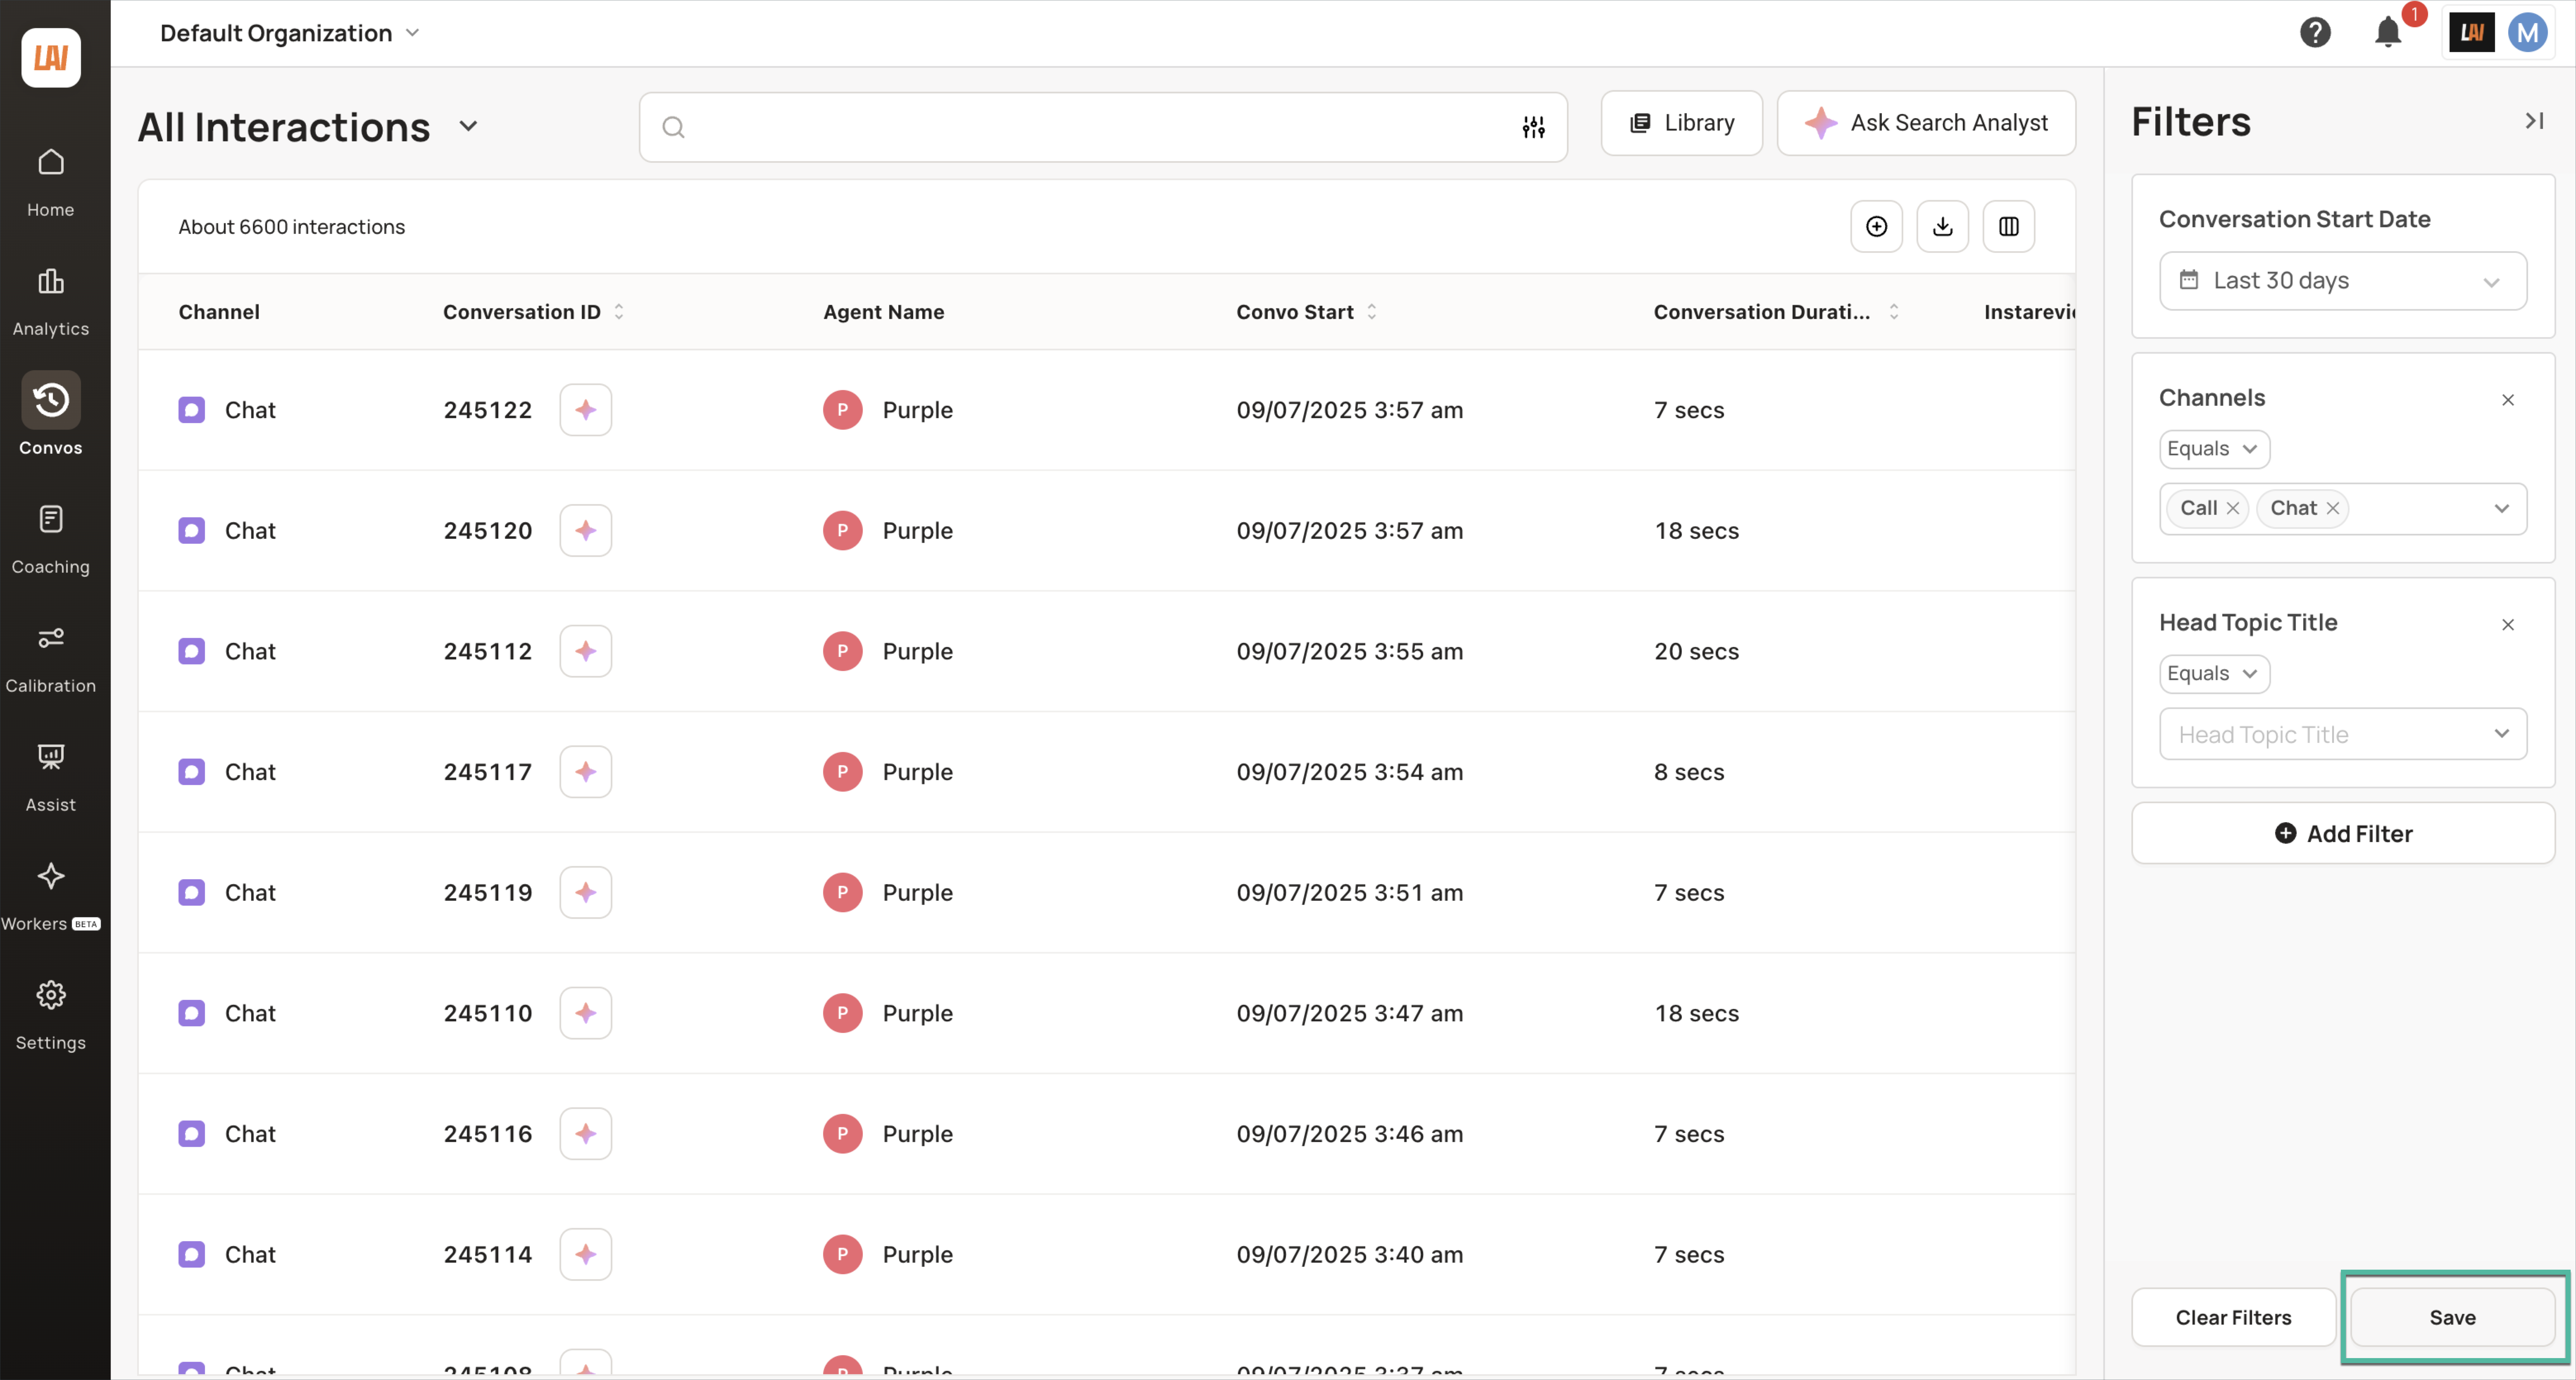 LAI
Default Organization
1
LAI
M
Home
Analytics
Convos
Coaching
Calibration
Assist
Workers BETA
Settings
All Interactions
Library
Ask Search Analyst
About 6600 interactions
Channel Conversation ID Agent Name Convo Start Conversation Durati...
Chat 245122 P Purple 09/07/2025 3:57 am 7 secs
Chat 245120 P Purple 09/07/2025 3:57 am 18 secs
Chat 245112 P Purple 09/07/2025 3:55 am 20 secs
Chat 245117 P Purple 09/07/2025 3:54 am 8 secs
Chat 245119 P Purple 09/07/2025 3:51 am 7 secs
Chat 245110 P Purple 09/07/2025 3:47 am 18 secs
Chat 245116 P Purple 09/07/2025 3:46 am 7 secs
Chat 245114 P Purple 09/07/2025 3:40 am 7 secs
Filters
Conversation Start Date
Last 30 days
Channels
Equals
Call Chat
Head Topic Title
Equals
Head Topic Title
Add Filter
Clear Filters
Save